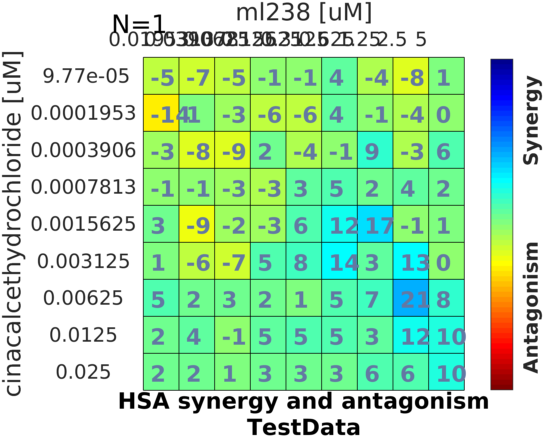 ml238 [uM]
N=1
5
9.77e-05 -5 -7 -5 -1 -1 4 -4 -8 1
0.0001953 -14 1 -3 -6 -6 4 -1 -4 0
0.0003906 -3 -8 -9 2 -4 -1 9 -3 6
0.0007813 -1 -1 -3 -3 3 5 2 4 2
0.0015625 3 -9 -2 -3 6 12 17 -1 1
0.003125 1 -6 -7 5 8 14 3 13 0
0.00625 5 2 3 2 1 5 7 21 8
0.0125 2 4 -1 5 5 5 3 12 10
0.025 2 2 1 3 3 3 6 6 10
cinacalcethydrochloride [uM]
Synergy
Antagonism
HSA synergy and antagonism
TestData